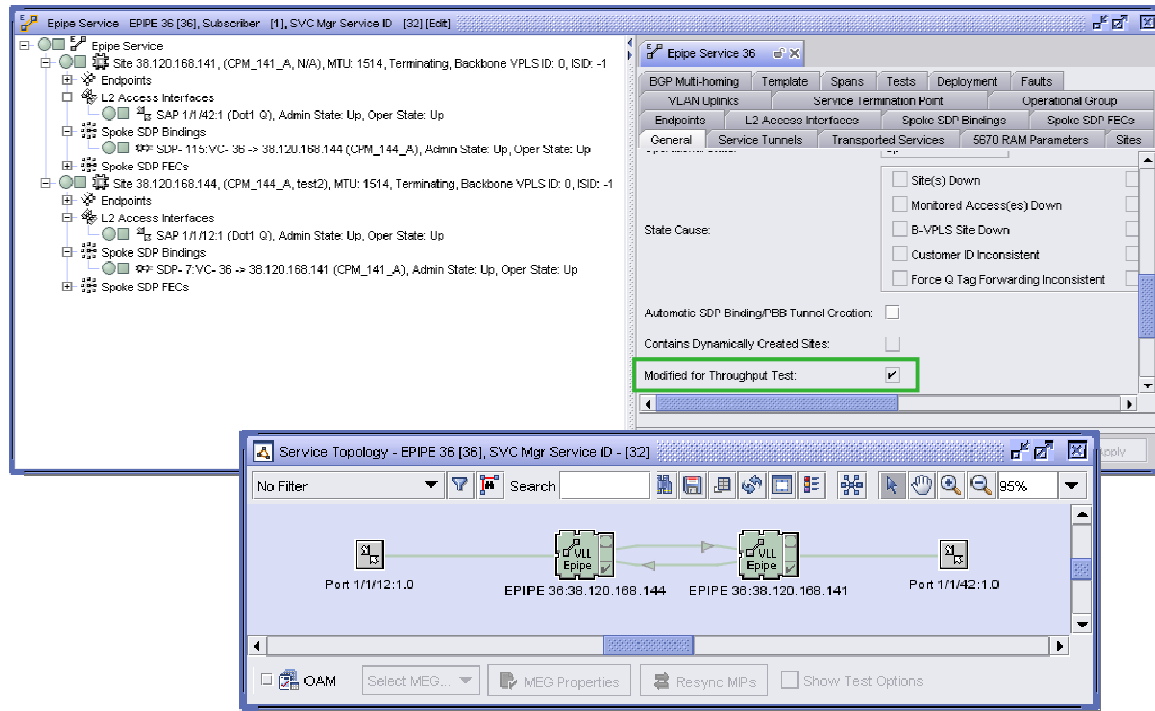 Epipe Service EPIPE 36 [36], Subscriber [1], SVC Mgr Service ID [32] [Edit]
Epipe Service
Site 38.120.168.141, (CPM_141_A, N/A), MTU: 1514, Terminating, Backbone VPLS ID: 0, ISID: -1
Endpoints
L2 Access Interfaces
SAP 1/1/42:1 (Dot1 Q), Admin State: Up, Oper State: Up
Spoke SDP Bindings
SDP- 115:VC- 36 -> 38.120.168.144 (CPM_144_A), Admin State: Up, Oper State: Up
Spoke SDP FECs
Site 38.120.168.144, (CPM_144_A, test2), MTU: 1514, Terminating, Backbone VPLS ID: 0, ISID: -1
Endpoints
L2 Access Interfaces
SAP 1/1/12:1 (Dot1 Q), Admin State: Up, Oper State: Up
Spoke SDP Bindings
SDP- 7:VC- 36 -> 38.120.168.141 (CPM_141_A), Admin State: Up, Oper State: Up
Spoke SDP FECs
Epipe Service 36
BGP Multi-homing Template Spans Tests Deployment Faults
VLAN Uplinks Service Termination Point Operational Group
Endpoints L2 Access Interfaces Spoke SDP Bindings Spoke SDP FECs
General Service Tunnels Transported Services 5670 RAM Parameters Sites
Site(s) Down
Monitored Access(es) Down
State Cause: B-VPLS Site Down
Customer ID Inconsistent
Force Q Tag Forwarding Inconsistent
Automatic SDP Binding/PBB Tunnel Creation:
Contains Dynamically Created Sites:
Modified for Throughput Test:
Service Topology - EPIPE 36 [36], SVC Mgr Service ID - [32]
No Filter Search 95%
VLL Epipe VLL Epipe
Port 1/1/12:1.0 EPIPE 36:38.120.168.144 EPIPE 36:38.120.168.141 Port 1/1/42:1.0
OAM Select MEG... MEG Properties Resync MIPs Show Test Options